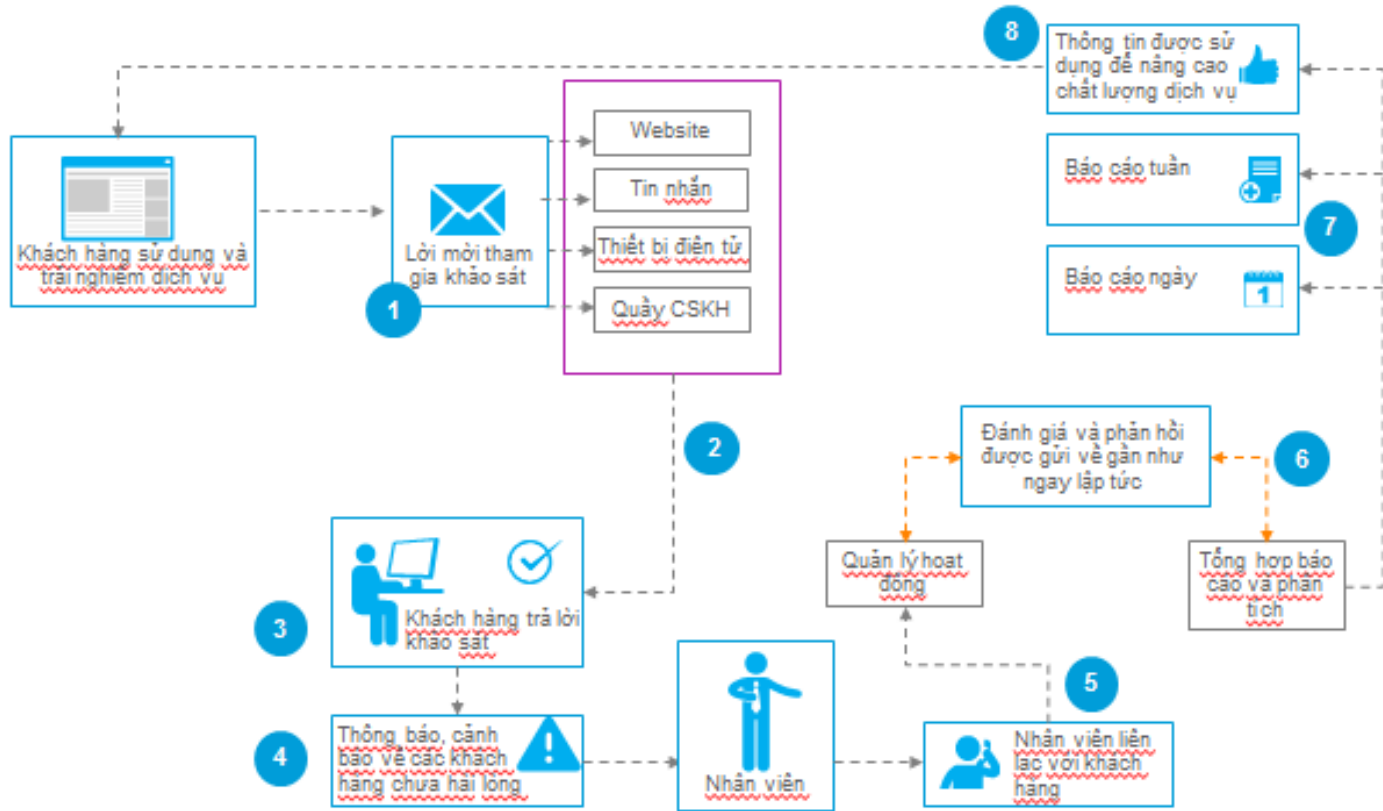 8
Thông tin được sử
dụng để nâng cao
chất lượng dịch vụ
Website
Tin nhắn
Thiết bị điện tử
Quầy CSKH
Khách hàng sử dụng và
trải nghiệm dịch vụ
Lời mời tham
gia khảo sát
1
Báo cáo tuần
7
Báo cáo ngày
1
2
Đánh giá và phản hồi
được gửi về gần như
ngay lập tức
6
Quản lý hoạt
động
Tổng hợp báo
cáo và phân
tích
3
Khách hàng trả lời
khảo sát
5
4
Thông báo, cảnh
báo về các khách
hàng chưa hài lòng
Nhân viên
Nhân viên liên
lạc với khách
hàng